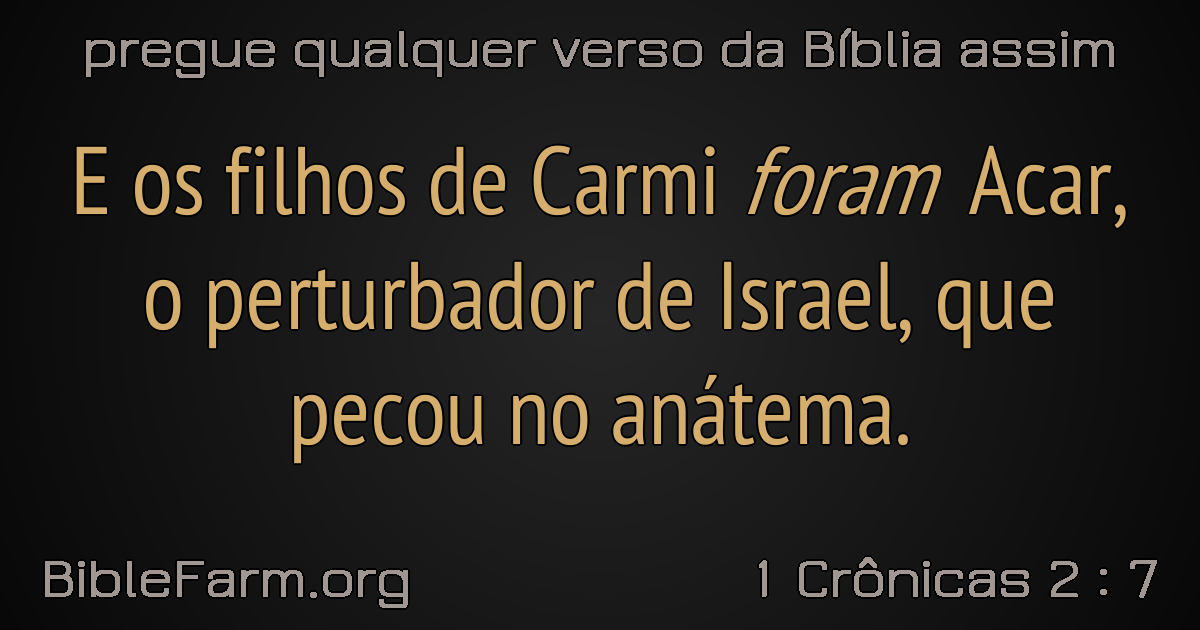 pregue qualquer verso da Bíblia assim
E os filhos de Carmi foram Acar,
o perturbador de Israel, que
pecou no anátema.
BibleFarm.org
1 Crônicas 2 : 7